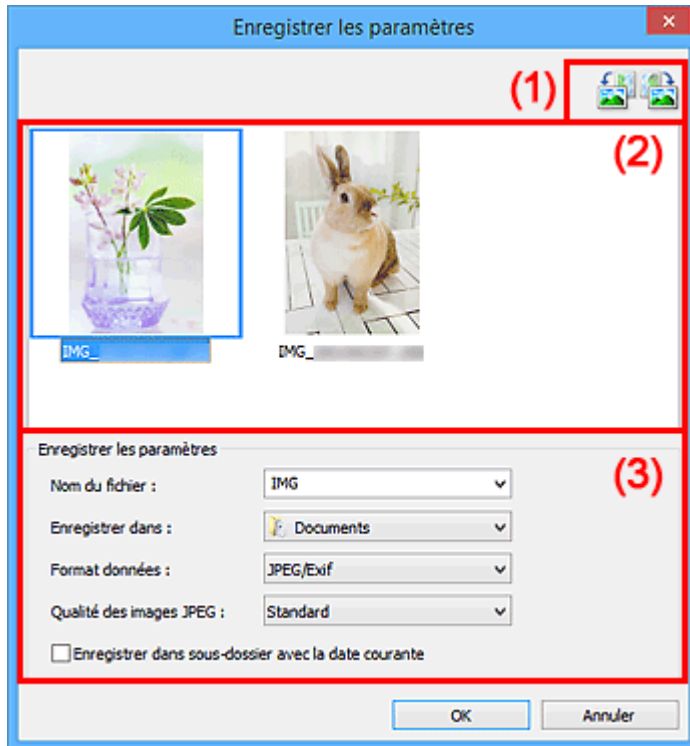 Enregistrer les paramètres
(1)
(2)
IMG_
IMG_
Enregistrer les paramètres
(3)
Nom du fichier : IMG
Enregistrer dans : Documents
Format données : JPEG/Exif
Qualité des images JPEG : Standard
Enregistrer dans sous-dossier avec la date courante
OK Annuler